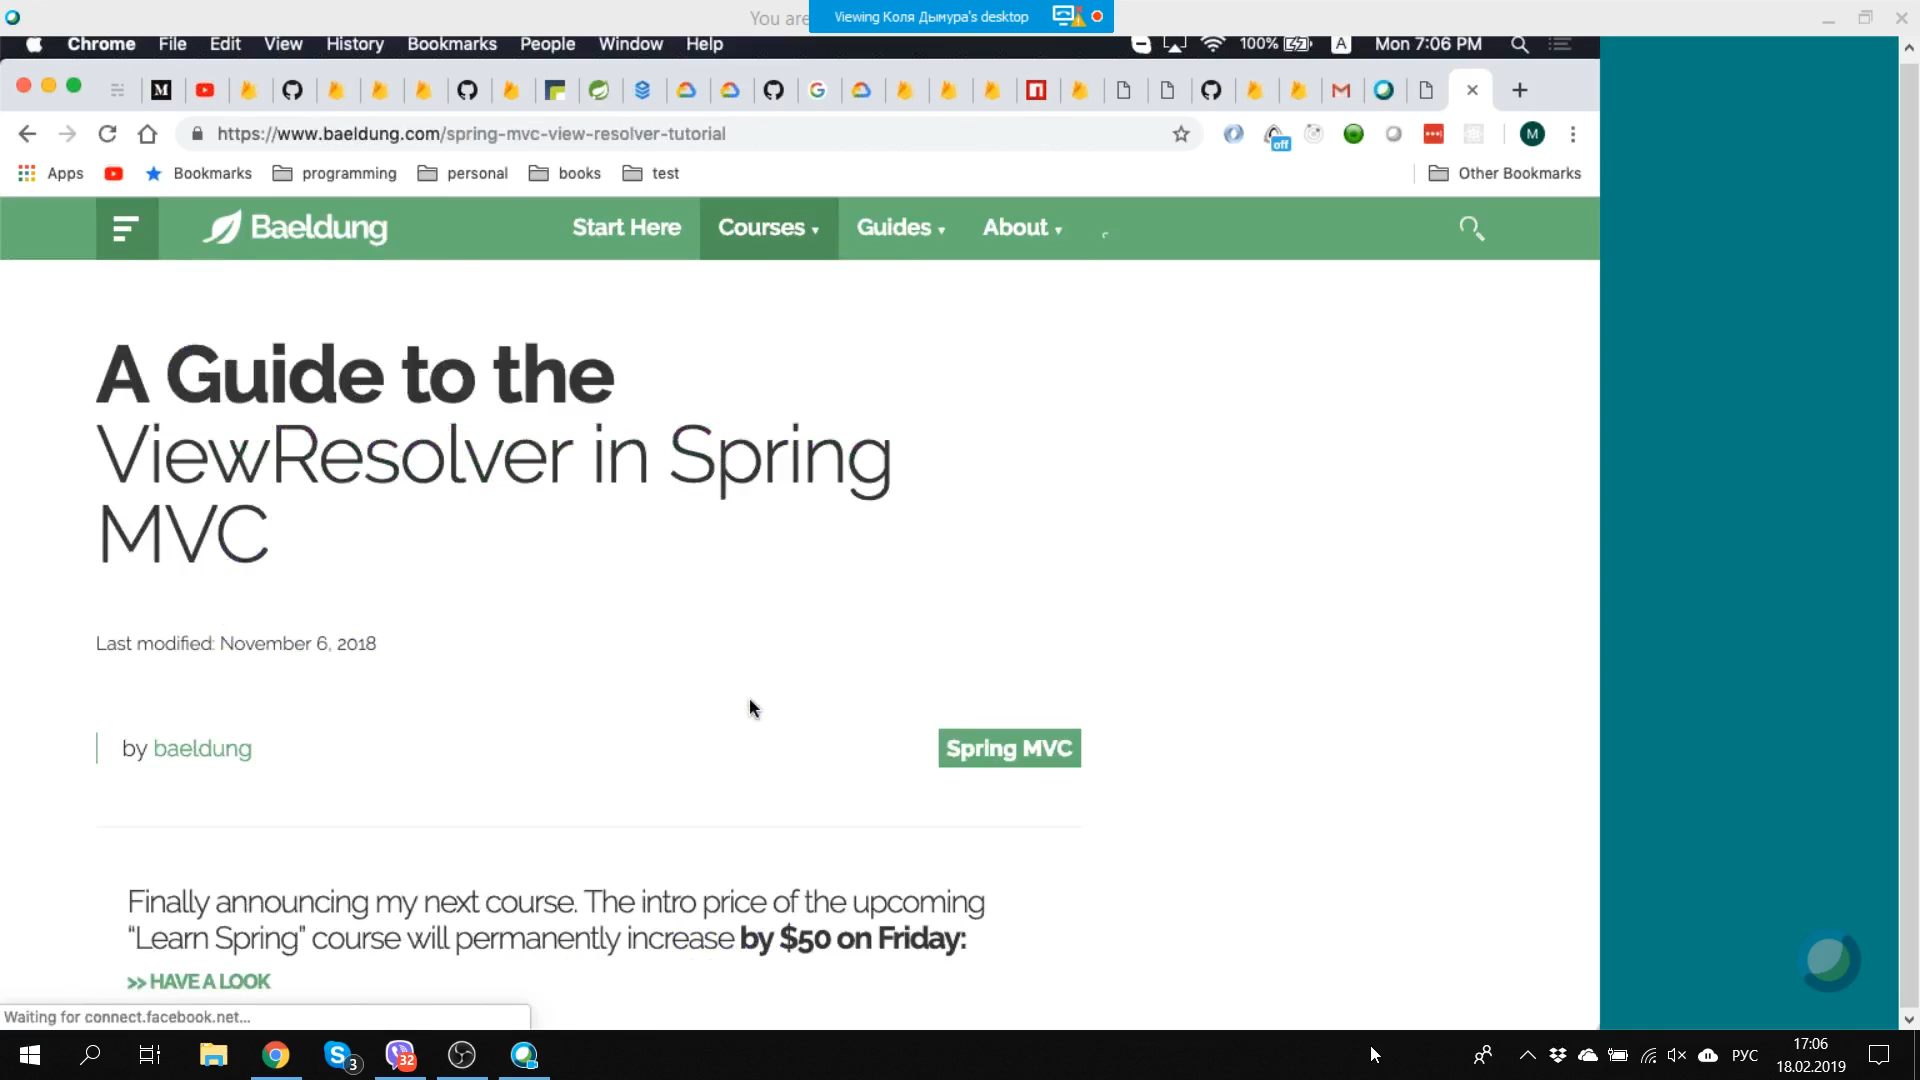 You are
Viewing Коля Дымура's desktop
Chrome File Edit View History Bookmarks People Window Help
100% A Mon 7:06 PM
https://www.baeldung.com/spring-mvc-view-resolver-tutorial
off
M
Apps Bookmarks programming personal books test Other Bookmarks
Baeldung Start Here Courses Guides About
A Guide to the
ViewResolver in Spring
MVC
Last modified: November 6, 2018
by baeldung
Spring MVC
Finally announcing my next course. The intro price of the upcoming
“Learn Spring” course will permanently increase by $50 on Friday:
>> HAVE A LOOK
Waiting for connect.facebook.net...
3
32
РУС
17:06
18.02.2019